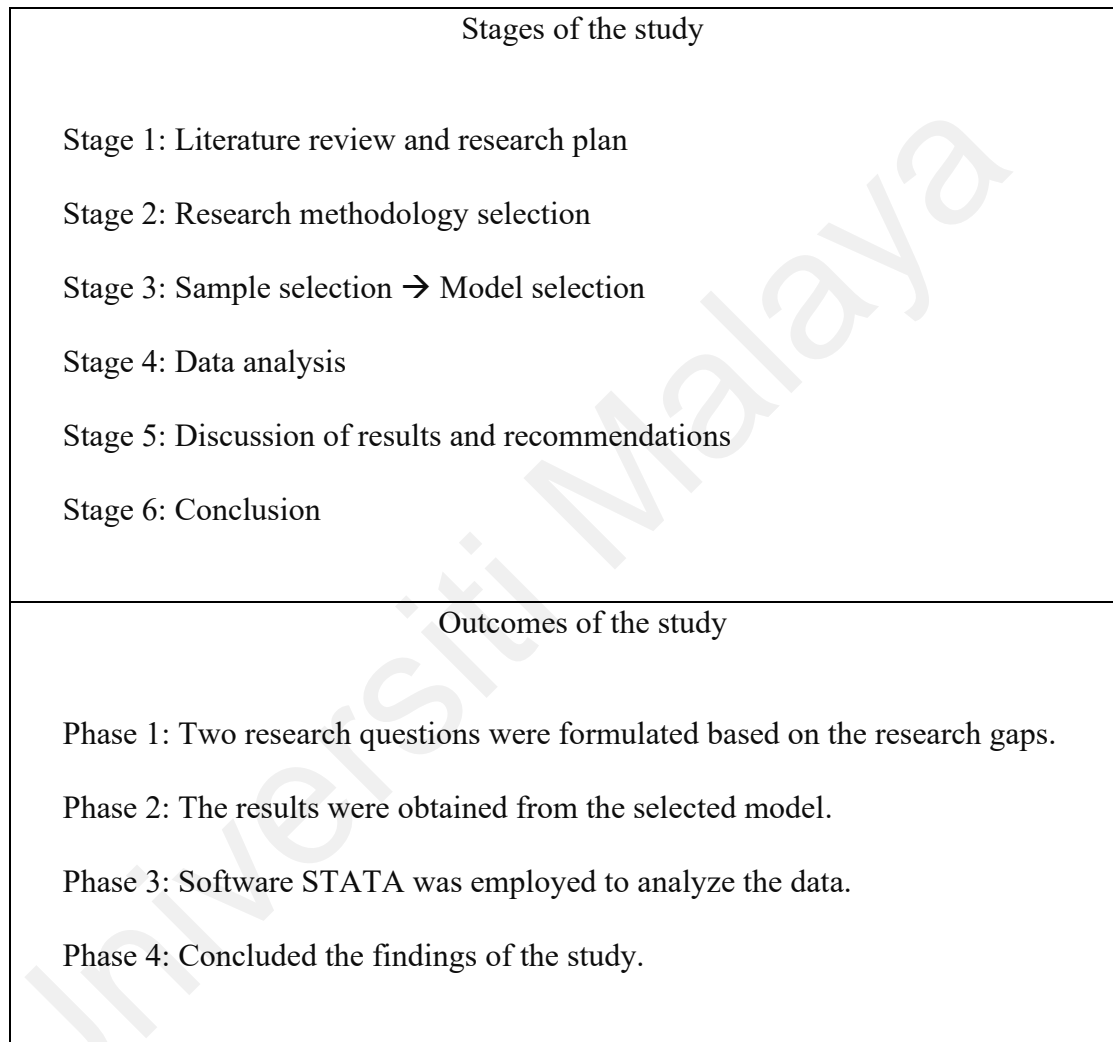 Stages of the study
Stage 1: Literature review and research plan
Stage 2: Research methodology selection
Stage 3: Sample selection → Model selection
Stage 4: Data analysis
Stage 5: Discussion of results and recommendations
Stage 6: Conclusion
Outcomes of the study
Phase 1: Two research questions were formulated based on the research gaps.
Phase 2: The results were obtained from the selected model.
Phase 3: Software STATA was employed to analyze the data.
Phase 4: Concluded the findings of the study.
Universiti Malaya